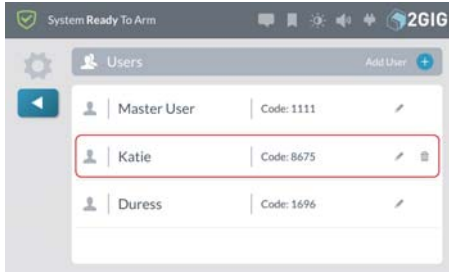 System Ready To Arm
2GIG
Users
Add User
Master User
Code: 1111
Katie
Code: 8675
Duress
Code: 1696